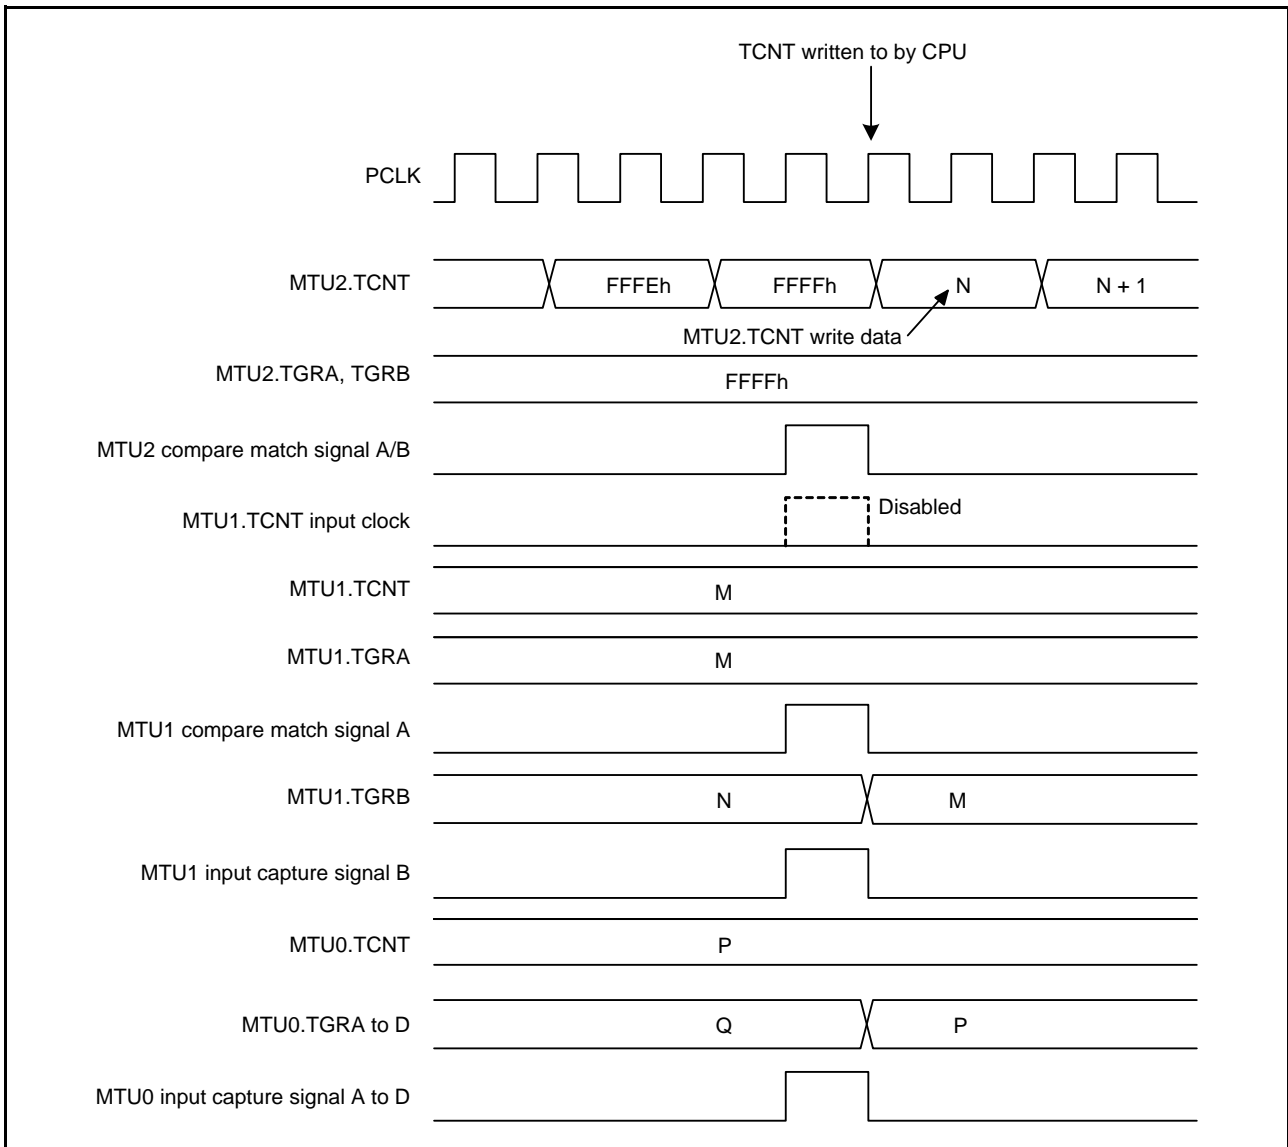 TCNT written to by CPU
PCLK
MTU2.TCNT FFFEh FFFFh N N + 1
MTU2.TCNT write data
MTU2.TGRA, TGRB FFFFh
MTU2 compare match signal A/B
MTU1.TCNT input clock Disabled
MTU1.TCNT M
MTU1.TGRA M
MTU1 compare match signal A
MTU1.TGRB N M
MTU1 input capture signal B
MTU0.TCNT P
MTU0.TGRA to D Q P
MTU0 input capture signal A to D